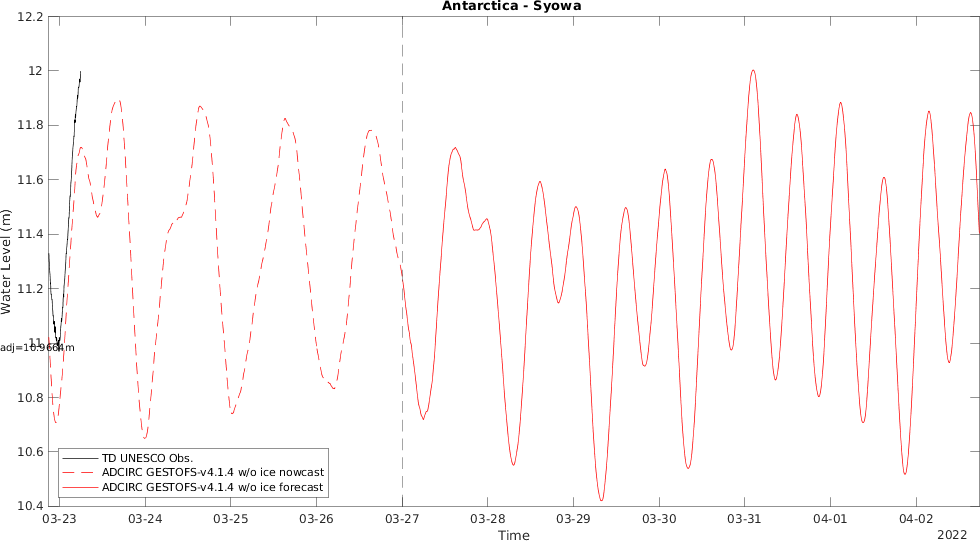 Antarctica - Syowa
Water Level (m)
12.2
12
11.8
11.6
11.4
11.2
11
adj=10.9664m
10.8
10.6
10.4
TD UNESCO Obs.
ADCIRC GESTOFS-v4.1.4 w/o ice nowcast
ADCIRC GESTOFS-v4.1.4 w/o ice forecast
03-23 03-24 03-25 03-26 03-27 03-28 03-29 03-30 03-31 04-01 04-02
Time
2022